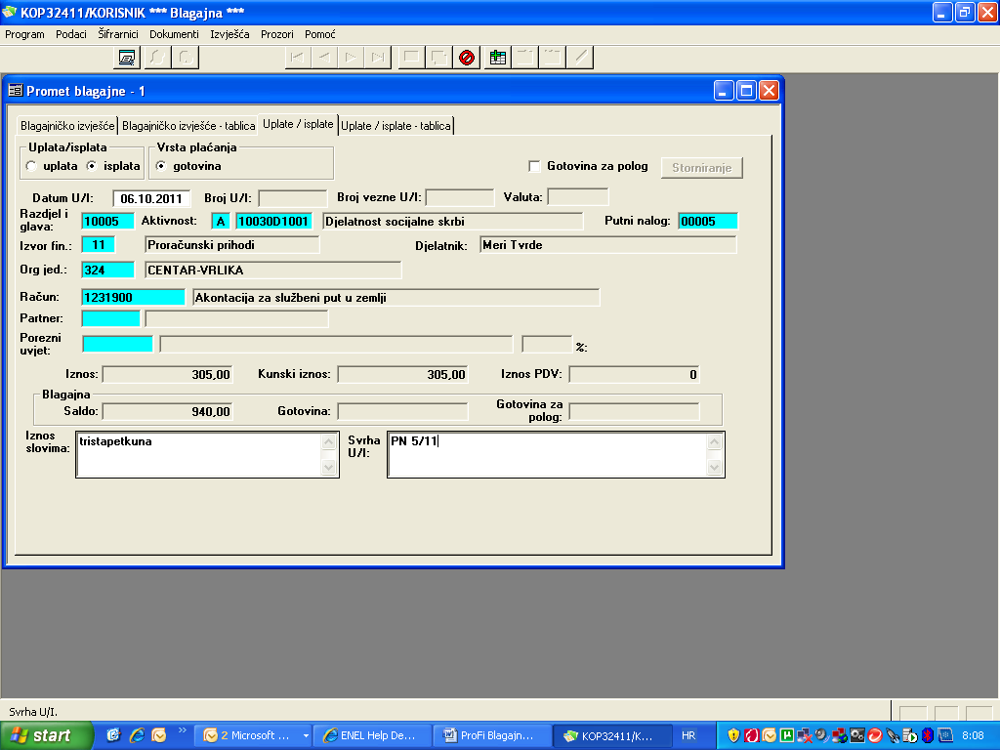 KOP32411/KORISNIK *** Blagajna ***
Program Podaci Šifrarnici Dokumenti Izvješća Prozori Pomoć
Promet blagajne - 1
Blagajničko izvješće Blagajničko izvješće - tablica Uplate / isplate Uplate / isplate - tablica
Uplata/isplata Vrsta plaćanja
uplata isplata gotovina Gotovina za polog Storniranje
Datum U/I: 06.10.2011 Broj U/I: Broj vezne U/I: Valuta:
Razdjel i glava: 10005 Aktivnost: A 10030D1001 Djelatnost socijalne skrbi Putni nalog: 00005
Izvor fin.: 11 Proračunski prihodi Djelatnik: Meri Tvrde
Org jed.: 324 CENTAR-VRLIKA
Račun: 1231900 Akontacija za službeni put u zemlji
Partner:
Porezni uvjet: %:
Iznos: 305,00 Kunski iznos: 305,00 Iznos PDV: 0
Blagajna
Saldo: 940,00 Gotovina: Gotovina za polog:
Iznos slovima: tristapetkuna Svrha U/I: PN 5/11
Svrha U/I.
start 2 Microsoft ... ENEL Help De... ProFi Blagajn... KOP32411/K... HR 8:08